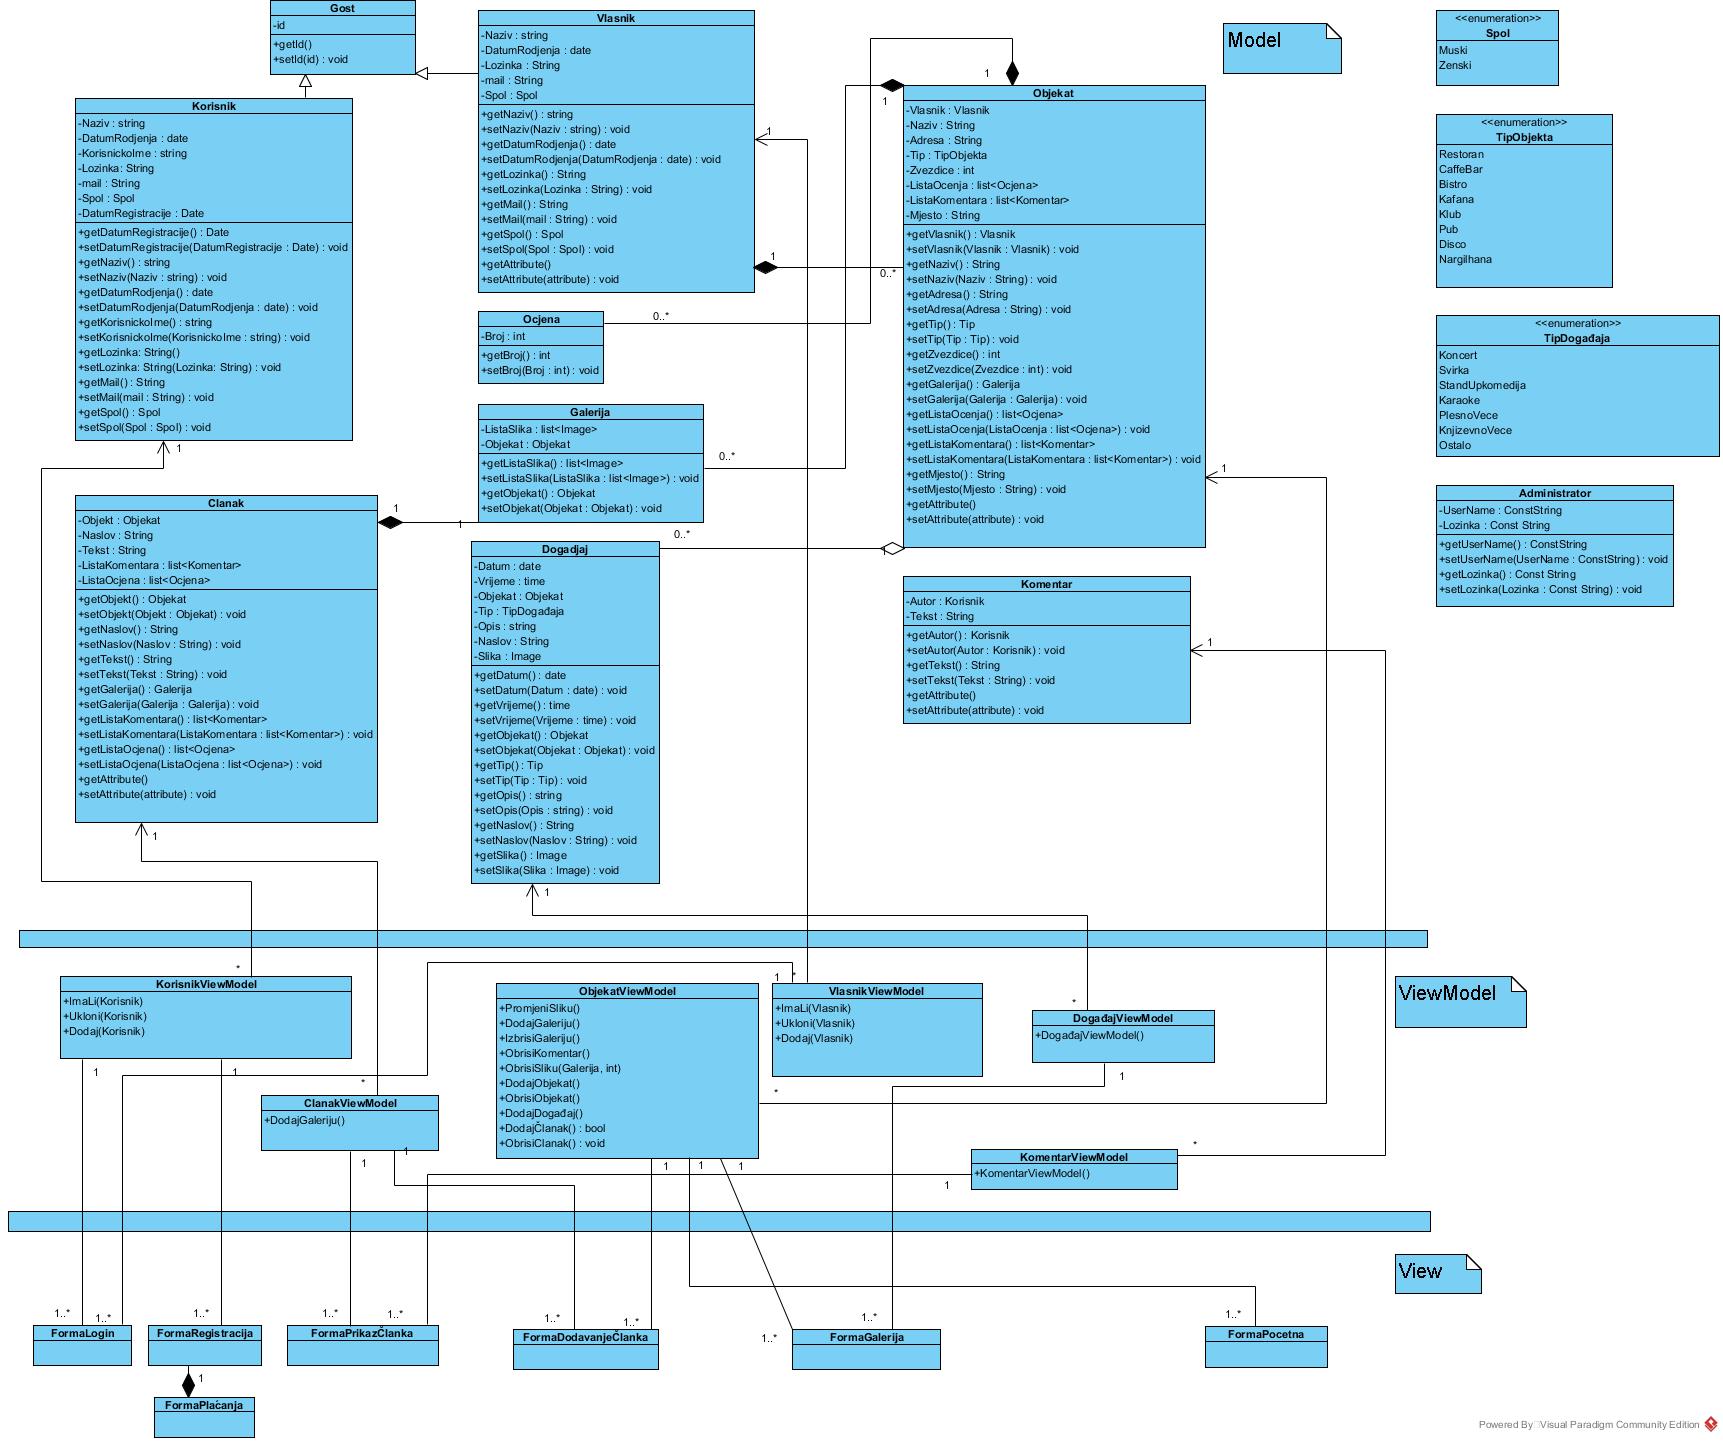 Gost
-id
+getId()
+setId(id) : void
Vlasnik
-Naziv : string
-DatumRodjenja : date
-Lozinka : String
-mail : String
-Spol : Spol
+getNaziv() : string
+setNaziv(Naziv : string) : void
+getDatumRodjenja() : date
+setDatumRodjenja(DatumRodjenja : date) : void
+getLozinka() : String
+setLozinka(Lozinka : String) : void
+getMail() : String
+setMail(mail : String) : void
+getSpol() : Spol
+setSpol(Spol : Spol) : void
+getAttribute()
+setAttribute(attribute) : void
Model
<<enumeration>>
Spol
Muski
Zenski
Korisnik
-Naziv : string
-DatumRodjenja : date
-KorisnickoIme : string
-Lozinka: String
-mail : String
-Spol : Spol
-DatumRegistracije : Date
+getDatumRegistracije() : Date
+setDatumRegistracije(DatumRegistracije : Date) : void
+getNaziv() : string
+setNaziv(Naziv : string) : void
+getDatumRodjenja() : date
+setDatumRodjenja(DatumRodjenja : date) : void
+getKorisnickoIme() : string
+setKorisnickoIme(KorisnickoIme : string) : void
+getLozinka: String()
+setLozinka: String(Lozinka: String) : void
+getMail() : String
+setMail(mail : String) : void
+getSpol() : Spol
+setSpol(Spol : Spol) : void
1
1
1
1
0..*
Objekat
-Vlasnik : Vlasnik
-Naziv : String
-Adresa : String
-Tip : TipObjekta
-Zvezdice : int
-ListaOcenja : list<Ocjena>
-ListaKomentara : list<Komentar>
-Mjesto : String
+getVlasnik() : Vlasnik
+setVlasnik(Vlasnik : Vlasnik) : void
+getNaziv() : String
+setNaziv(Naziv : String) : void
+getAdresa() : String
+setAdresa(Adresa : String) : void
+getTip() : Tip
+setTip(Tip : Tip) : void
+getZvezdice() : int
+setZvezdice(Zvezdice : int) : void
+getGalerija() : Galerija
+setGalerija(Galerija : Galerija) : void
+getListaOcenja() : list<Ocjena>
+setListaOcenja(ListaOcenja : list<Ocjena>) : void
+getListaKomentara() : list<Komentar>
+setListaKomentara(ListaKomentara : list<Komentar>) : void
+getMjesto() : String
+setMjesto(Mjesto : String) : void
+getAttribute()
+setAttribute(attribute) : void
<<enumeration>>
TipObjekta
Restoran
CaffeBar
Bistro
Kafana
Klub
Pub
Disco
Nargilhana
Ocjena
-Broj : int
+getBroj() : int
+setBroj(Broj : int) : void
0..*
<<enumeration>>
TipDogađaja
Koncert
Svirka
StandUpkomedija
Karaoke
PlesnoVece
KnjizevnoVece
Ostalo
Galerija
-ListaSlika : list<Image>
-Objekat : Objekat
+getListaSlika() : list<Image>
+setListaSlika(ListaSlika : list<Image>) : void
+getObjekat() : Objekat
+setObjekat(Objekat : Objekat) : void
0..*
1
1
1
1
Clanak
-Objekt : Objekat
-Naslov : String
-Tekst : String
-ListaKomentara : list<Komentar>
-ListaOcjena : list<Ocjena>
+getObjekt() : Objekat
+setObjekt(Objekt : Objekat) : void
+getNaslov() : String
+setNaslov(Naslov : String) : void
+getTekst() : String
+setTekst(Tekst : String) : void
+getGalerija() : Galerija
+setGalerija(Galerija : Galerija) : void
+getListaKomentara() : list<Komentar>
+setListaKomentara(ListaKomentara : list<Komentar>) : void
+getListaOcjena() : list<Ocjena>
+setListaOcjena(ListaOcjena : list<Ocjena>) : void
+getAttribute()
+setAttribute(attribute) : void
1
Administrator
-UserName : ConstString
-Lozinka : Const String
+getUserName() : ConstString
+setUserName(UserName : ConstString) : void
+getLozinka() : Const String
+setLozinka(Lozinka : Const String) : void
Dogadjaj
-Datum : date
-Vrijeme : time
-Objekat : Objekat
-Tip : TipDogađaja
-Opis : string
-Naslov : String
-Slika : Image
+getDatum() : date
+setDatum(Datum : date) : void
+getVrijeme() : time
+setVrijeme(Vrijeme : time) : void
+getObjekat() : Objekat
+setObjekat(Objekat : Objekat) : void
+getTip() : Tip
+setTip(Tip : Tip) : void
+getOpis() : string
+setOpis(Opis : string) : void
+getNaslov() : String
+setNaslov(Naslov : String) : void
+getSlika() : Image
+setSlika(Slika : Image) : void
0..*
1
1
Komentar
-Autor : Korisnik
-Tekst : String
+getAutor() : Korisnik
+setAutor(Autor : Korisnik) : void
+getTekst() : String
+setTekst(Tekst : String) : void
+getAttribute()
+setAttribute(attribute) : void
1
*
KorisnikViewModel
+ImaLi(Korisnik)
+Ukloni(Korisnik)
+Dodaj(Korisnik)
1
1
ObjekatViewModel
+PromjeniSliku()
+DodajGaleriju()
+IzbrisiGaleriju()
+ObrisiKomentar()
+ObrisiSliku(Galerija, int)
+DodajObjekat()
+ObrisiObjekat()
+DodajDogađaj()
+DodajČlanak() : bool
+ObrisiClanak() : void
*
1
1
1
1
*
VlasnikViewModel
+ImaLi(Vlasnik)
+Ukloni(Vlasnik)
+Dodaj(Vlasnik)
*
DogađajViewModel
+DogađajViewModel()
1
ViewModel
*
ClanakViewModel
+DodajGaleriju()
1
1
*
KomentarViewModel
+KomentarViewModel()
1
View
1..*
1..*
FormaLogin
1..*
FormaRegistracija
1
FormaPlaćanja
1..*
1..*
FormaPrikazČlanka
1..*
1..*
FormaDodavanjeČlanka
1..*
1..*
FormaGalerija
1..*
FormaPocetna
Powered By Visual Paradigm Community Edition